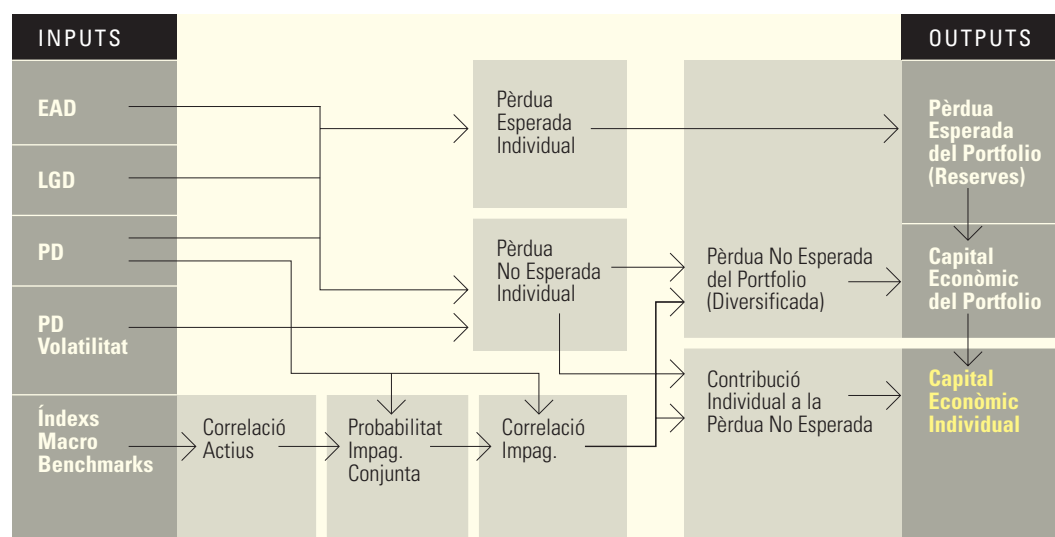 INPUTS
OUTPUTS
EAD
LGD
PD
PD
Volatilitat
Índexs
Macro
Benchmarks
Correlació
Actius
Probabilitat
Impag.
Conjunta
Correlació
Impag.
Pèrdua
Esperada
Individual
Pèrdua
No Esperada
Individual
Pèrdua No Esperada
del Portfolio
(Diversificada)
Contribució
Individual a la
Pèrdua No Esperada
Pèrdua
Esperada
del Portfolio
(Reserves)
Capital
Econòmic
del Portfolio
Capital
Econòmic
Individual